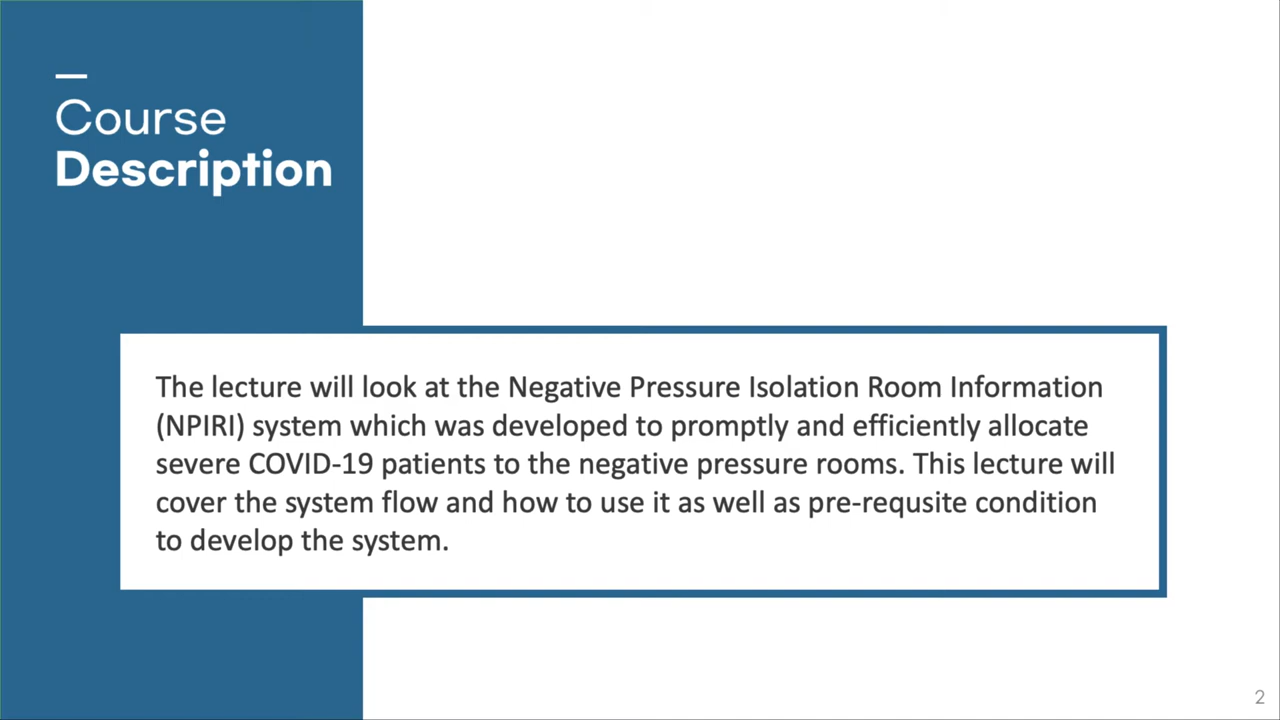 Course
Description
The lecture will look at the Negative Pressure Isolation Room Information
(NPIRI) system which was developed to promptly and efficiently allocate
severe COVID-19 patients to the negative pressure rooms. This lecture will
cover the system flow and how to use it as well as pre-requsite condition
to develop the system.
2